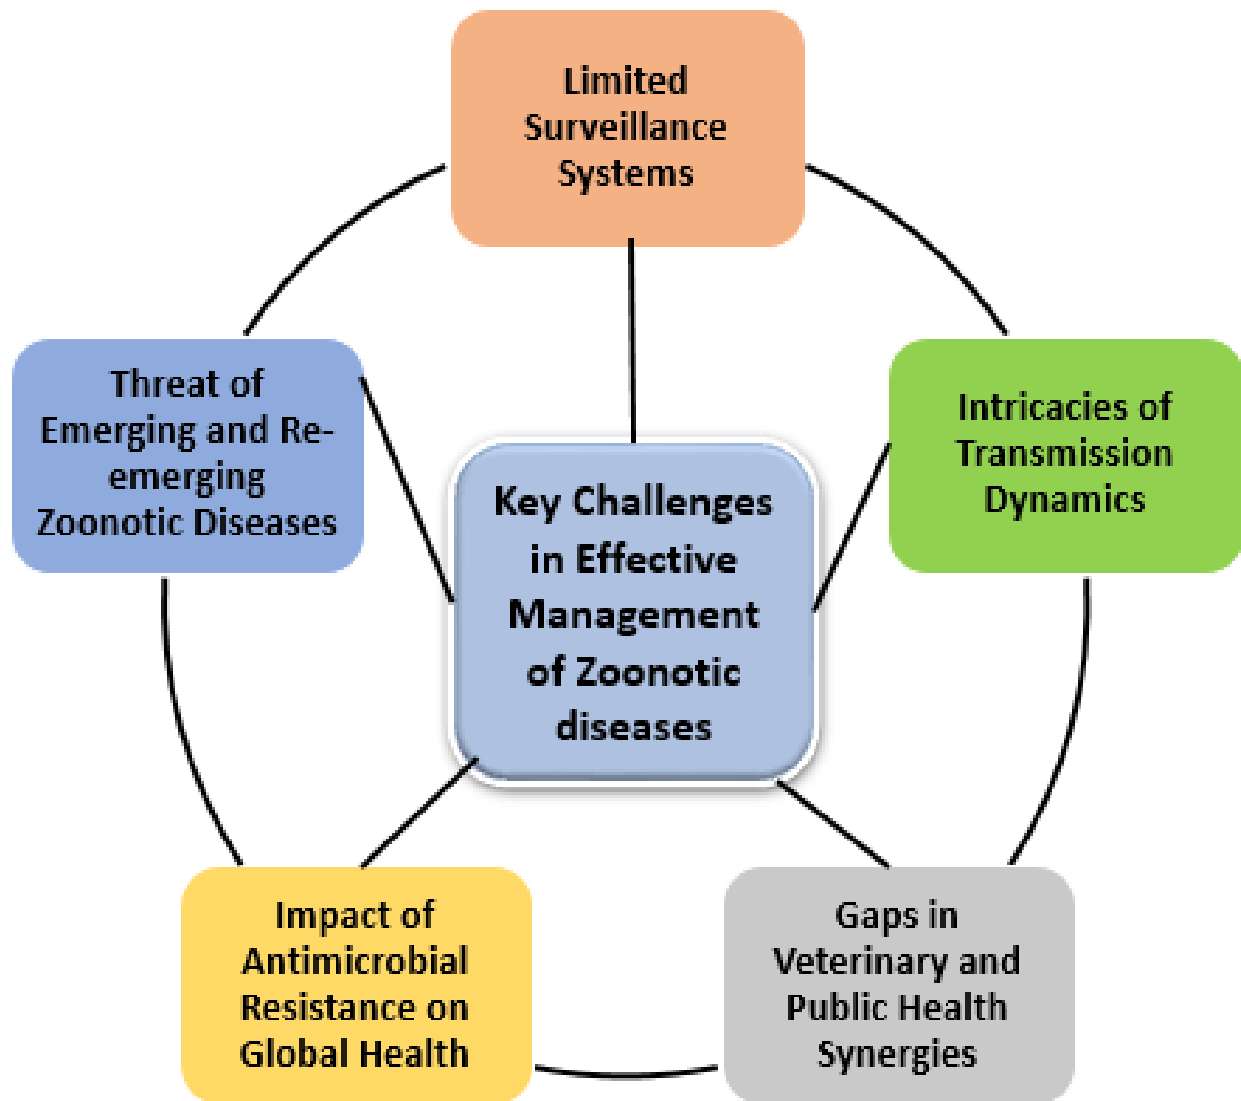 Limited
Surveillance
Systems
Threat of
Emerging and Re-
emerging
Zoonotic Diseases
Intricacies of
Transmission
Dynamics
Key Challenges
in Effective
Management
of Zoonotic
diseases
Impact of
Antimicrobial
Resistance on
Global Health
Gaps in
Veterinary and
Public Health
Synergies